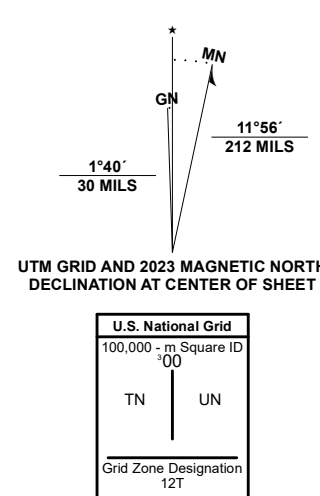 ★
MN
GN
11°56´
212 MILS
1°40´
30 MILS
UTM GRID AND 2023 MAGNETIC NORTH
DECLINATION AT CENTER OF SHEET
U.S. National Grid
100,000 - m Square ID
³00
TN UN
Grid Zone Designation
12T